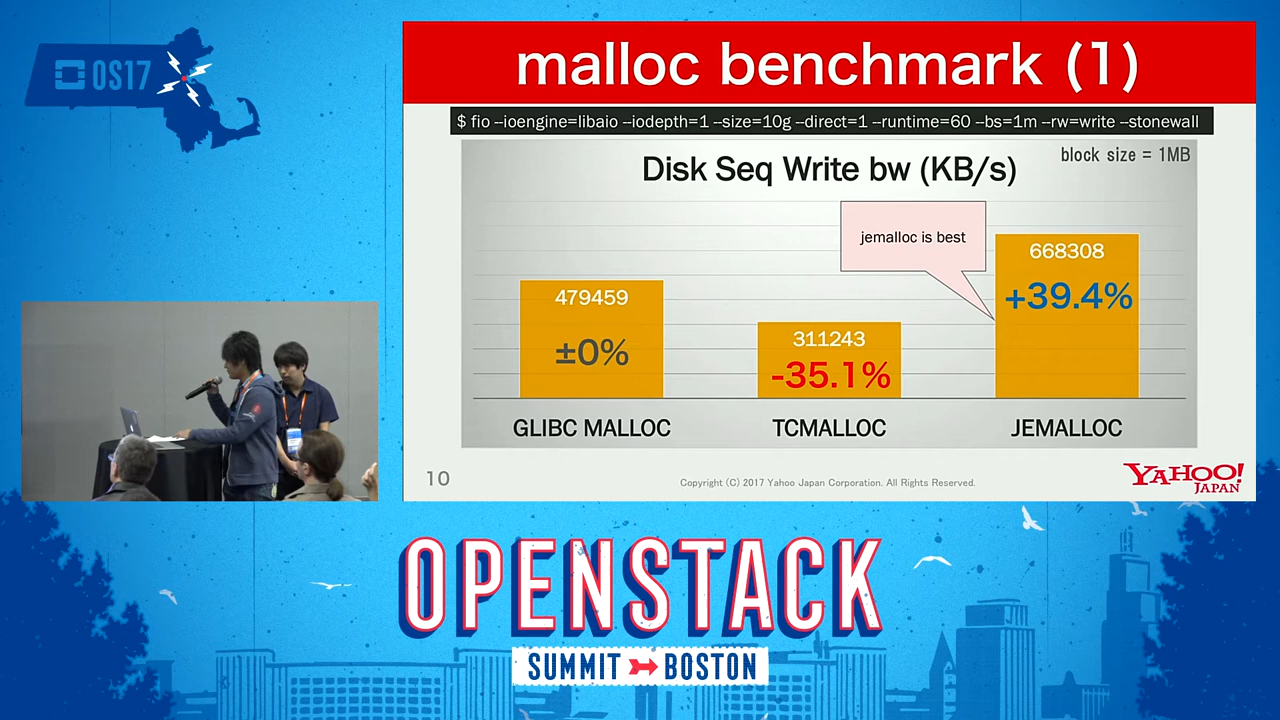 OS17
malloc benchmark (1)
$ fio --ioengine=libaio --iodepth=1 --size=10g --direct=1 --runtime=60 --bs=1m --rw=write --stonewall
block size = 1MB
Disk Seq Write bw (KB/s)
jemalloc is best
479459
±0%
311243
-35.1%
668308
+39.4%
GLIBC MALLOC
TCMALLOC
JEMALLOC
10
Copyright (C) 2017 Yahoo Japan Corporation. All Rights Reserved.
YAHOO!
JAPAN
OPENSTACK
SUMMIT BOSTON